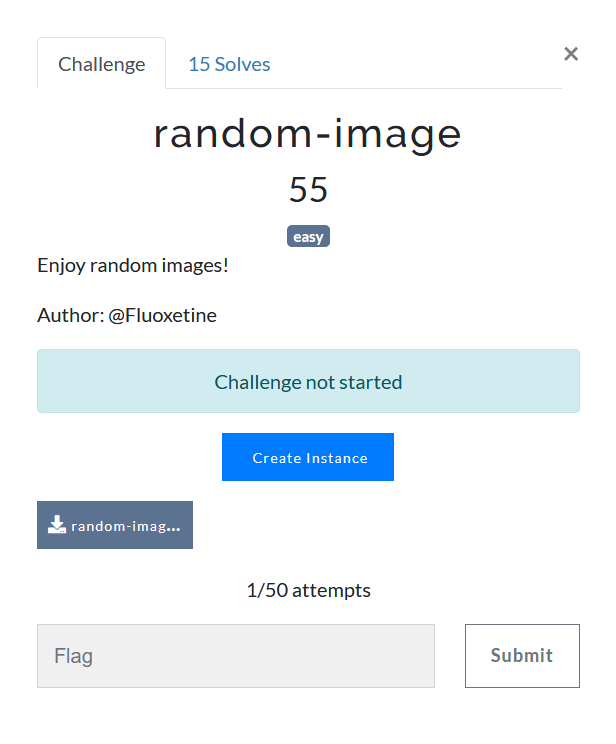 Challenge
15 Solves
×
random-image
55
easy
Enjoy random images!
Author: @Fluoxetine
Challenge not started
Create Instance
random-imag...
1/50 attempts
Flag
Submit